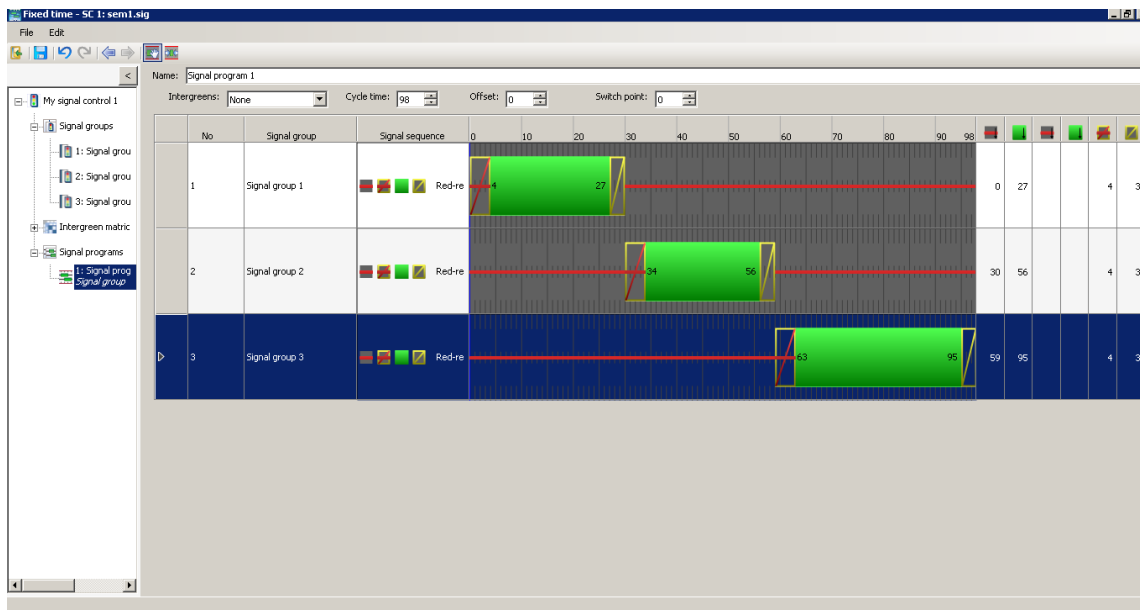 Fixed time - SC 1: sem1.sig
File Edit
<
Name: Signal program 1
My signal control 1
Intergreens: None Cycle time: 98 Offset: 0 Switch point: 0
Signal groups
No Signal group Signal sequence 0 10 20 30 40 50 60 70 80 90 98
1: Signal grou
2: Signal grou
3: Signal grou
1 Signal group 1 Red-re 4 27 0 27 4 3
Intergreen matric
Signal programs
1: Signal prog
Signal group
2 Signal group 2 Red-re 34 56 30 56 4 3
3 Signal group 3 Red-re 63 95 59 95 4 3